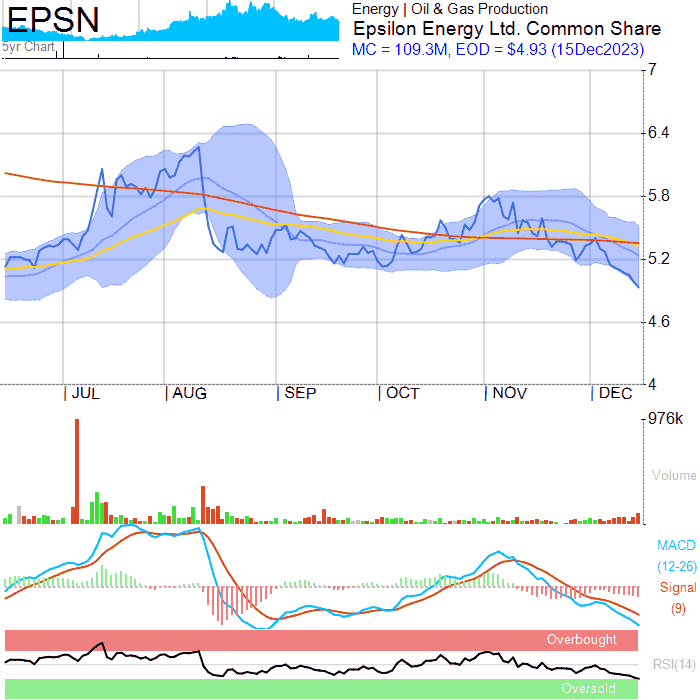 EPSN
5yr Chart
Energy | Oil & Gas Production
Epsilon Energy Ltd. Common Share
MC = 109.3M, EOD = $4.93 (15Dec2023)
7
6.4
5.8
5.2
4.6
4
| JUL | AUG | SEP | OCT | NOV | DEC
976k
Volume
MACD
(12-26)
Signal
(9)
Overbought
RSI(14)
Oversold